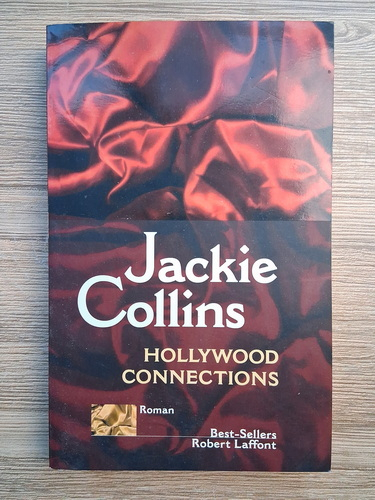 Jackie
Collins
HOLLYWOOD
CONNECTIONS
Roman
Best-Sellers
Robert Laffont